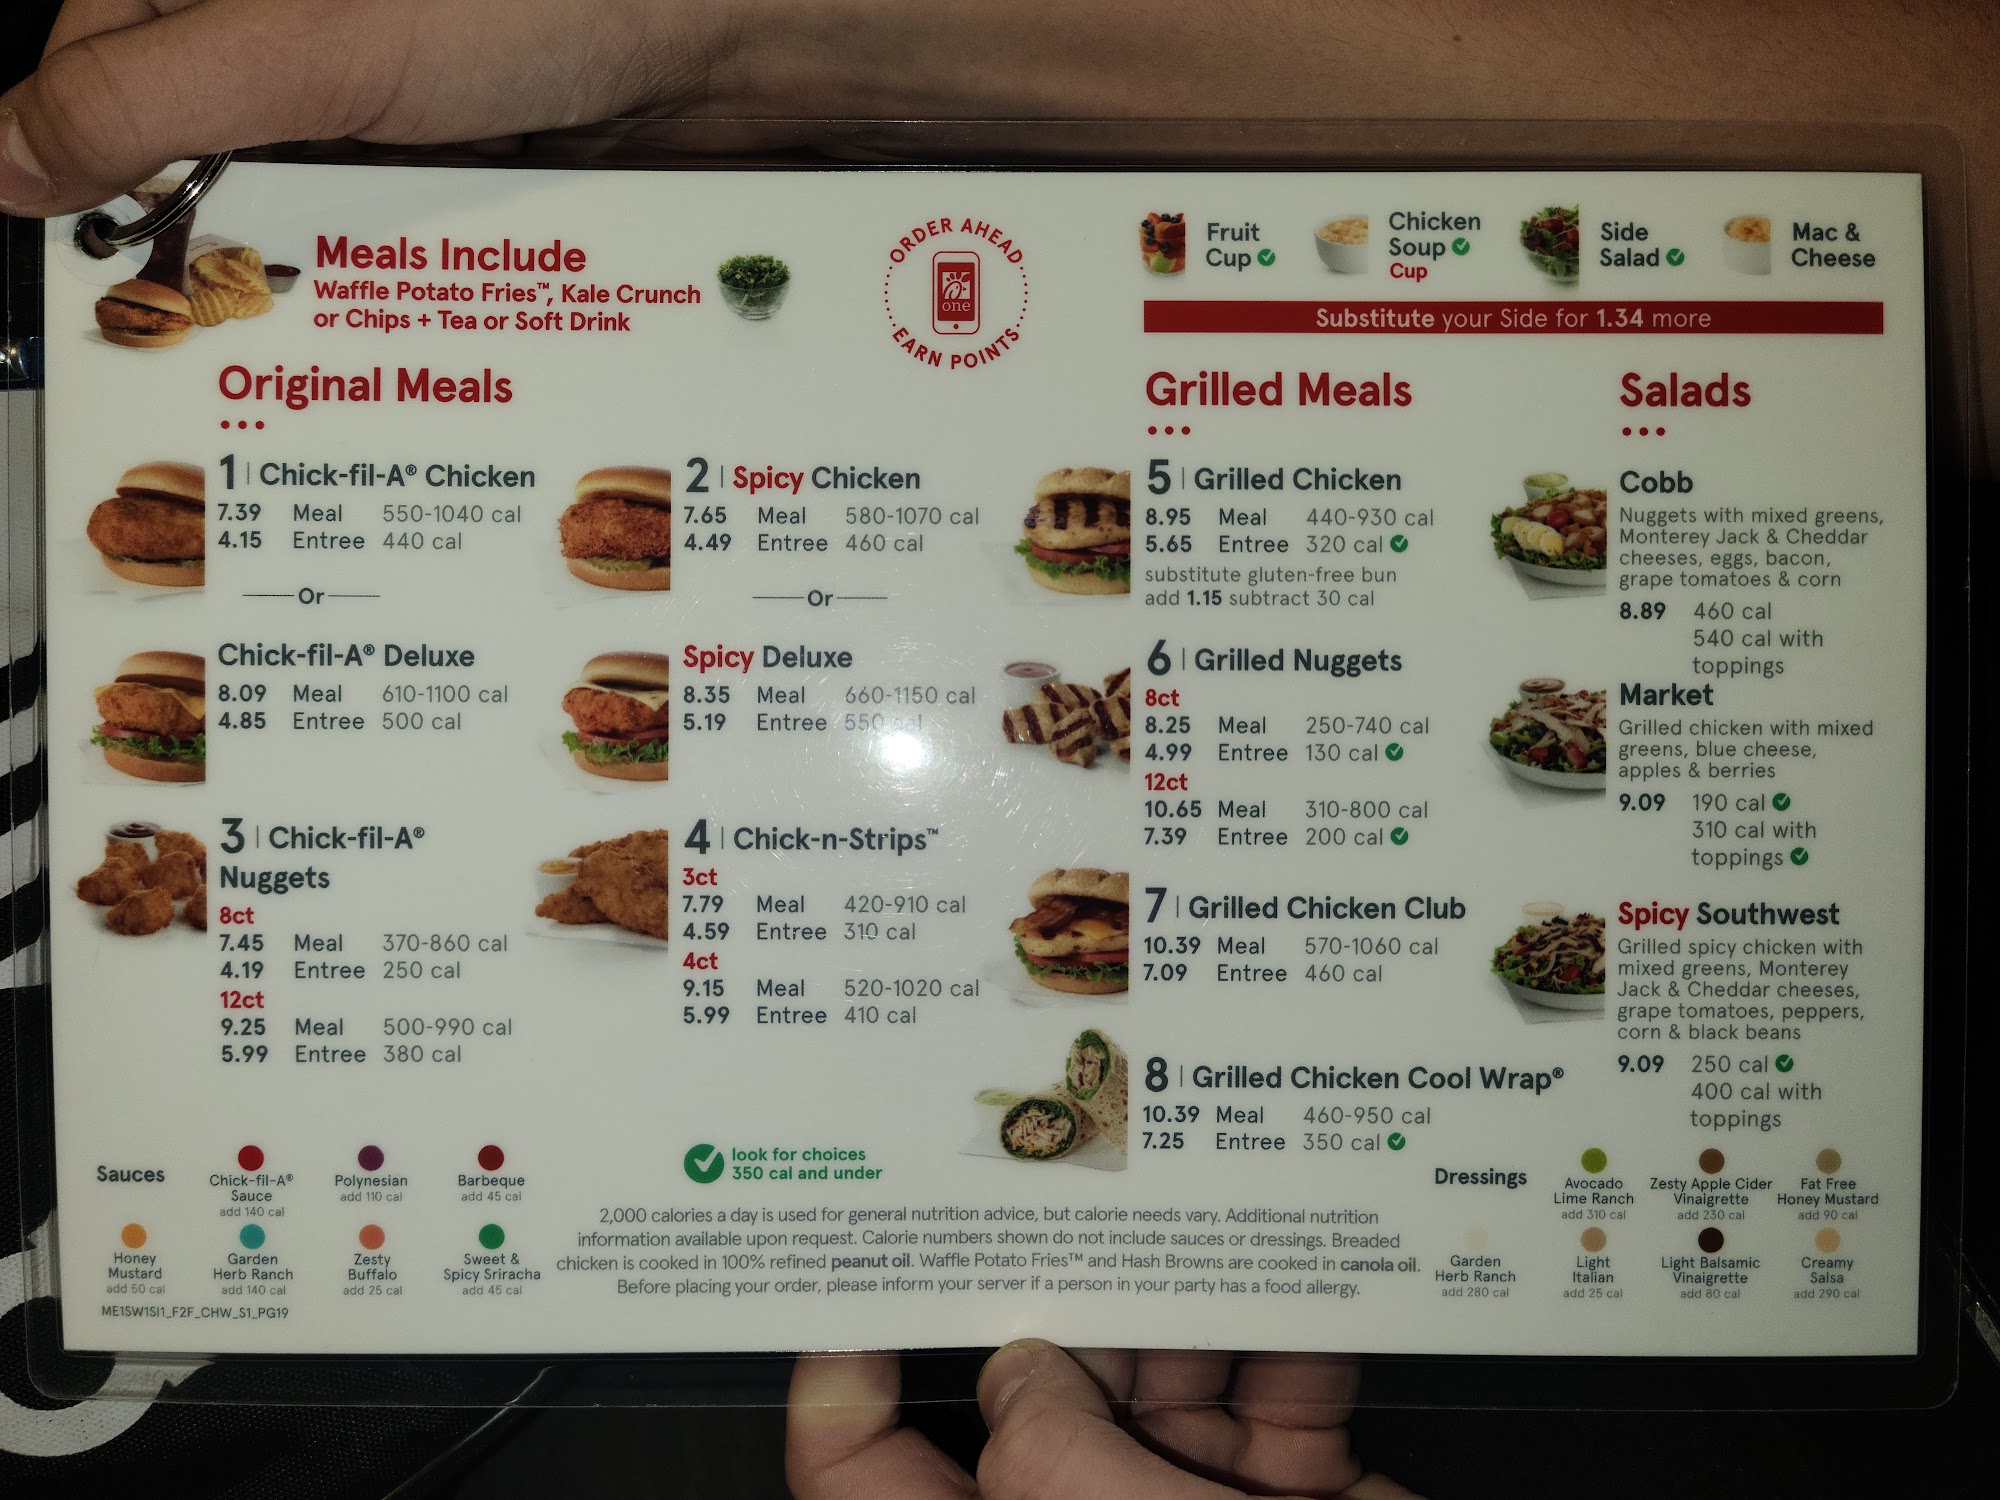 Meals Include
Waffle Potato Fries™, Kale Crunch
or Chips + Tea or Soft Drink
ORDER AHEAD
one
EARN POINTS
Fruit
Cup
Chicken
Soup
Cup
Side
Salad
Mac &
Cheese
Substitute your Side for 1.34 more
Original Meals
1 | Chick-fil-A® Chicken
7.39 Meal 550-1040 cal
4.15 Entree 440 cal
Or
Chick-fil-A® Deluxe
8.09 Meal 610-1100 cal
4.85 Entree 500 cal
3 | Chick-fil-A®
Nuggets
8ct
7.45 Meal 370-860 cal
4.19 Entree 250 cal
12ct
9.25 Meal 500-990 cal
5.99 Entree 380 cal
2 | Spicy Chicken
7.65 Meal 580-1070 cal
4.49 Entree 460 cal
Or
Spicy Deluxe
8.35 Meal 660-1150 cal
5.19 Entree 550 cal
4 | Chick-n-Strips™
3ct
7.79 Meal 420-910 cal
4.59 Entree 310 cal
4ct
9.15 Meal 520-1020 cal
5.99 Entree 410 cal
Grilled Meals
5 | Grilled Chicken
8.95 Meal 440-930 cal
5.65 Entree 320 cal
substitute gluten-free bun
add 1.15 subtract 30 cal
6 | Grilled Nuggets
8ct
8.25 Meal 250-740 cal
4.99 Entree 130 cal
12ct
10.65 Meal 310-800 cal
7.39 Entree 200 cal
7 | Grilled Chicken Club
10.39 Meal 570-1060 cal
7.09 Entree 460 cal
8 | Grilled Chicken Cool Wrap®
10.39 Meal 460-950 cal
7.25 Entree 350 cal
Salads
Cobb
Nuggets with mixed greens,
Monterey Jack & Cheddar
cheeses, eggs, bacon,
grape tomatoes & corn
8.89 460 cal
540 cal with
toppings
Market
Grilled chicken with mixed
greens, blue cheese,
apples & berries
9.09 190 cal
310 cal with
toppings
Spicy Southwest
Grilled spicy chicken with
mixed greens, Monterey
Jack & Cheddar cheeses,
grape tomatoes, peppers,
corn & black beans
9.09 250 cal
400 cal with
toppings
Sauces
Chick-fil-A®
Sauce
add 140 cal
Polynesian
add 110 cal
Barbeque
add 45 cal
Honey
Mustard
add 50 cal
Garden
Herb Ranch
add 140 cal
Zesty
Buffalo
add 25 cal
Sweet &
Spicy Sriracha
add 45 cal
ME1SW1SI1_F2F_CHW_S1_PG19
look for choices
350 cal and under
2,000 calories a day is used for general nutrition advice, but calorie needs vary. Additional nutrition
information available upon request. Calorie numbers shown do not include sauces or dressings. Breaded
chicken is cooked in 100% refined peanut oil. Waffle Potato Fries™ and Hash Browns are cooked in canola oil.
Before placing your order, please inform your server if a person in your party has a food allergy.
Dressings
Avocado
Lime Ranch
add 310 cal
Zesty Apple Cider
Vinaigrette
add 230 cal
Fat Free
Honey Mustard
add 90 cal
Garden
Herb Ranch
add 280 cal
Light
Italian
add 25 cal
Light Balsamic
Vinaigrette
add 80 cal
Creamy
Salsa
add 290 cal